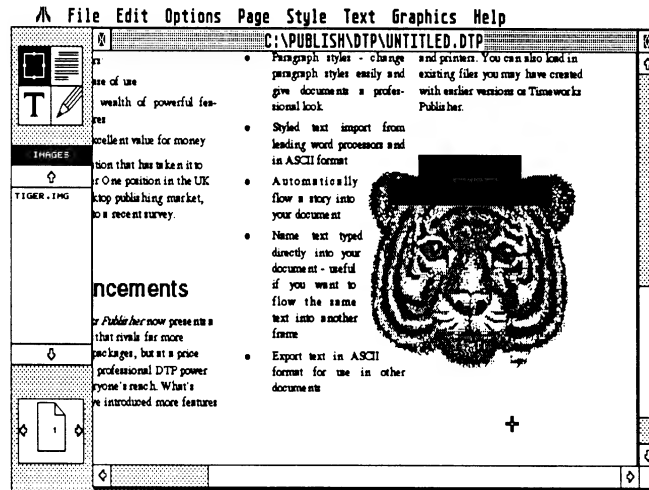 File Edit Options Page Style Text Graphics Help
C:\PUBLISH\DTP\UNTITLED.DTP
T
IMAGES
TIGER.IMG
1
ase of use
wealth of powerful fea-
res
xcellent value for money
tion that has taken it to
r One position in the UK
ktop publishing market,
to a recent survey.
ncements
Publisher now presents a
that rivals far more
packages, but at a price
professional DTP power
ryone's reach. What's
ve introduced more features
• Paragraph styles - change
paragraph styles easily and
give documents a profes-
sional look
• Styled text import from
leading word processors and
in ASCII format
• Automatically
flow a story into
your document
• Name text typed
directly into your
document - useful
if you want to
flow the same
text into another
frame
• Export text in ASCII
format for use in other
documents
and printers. You can also load in
existing files you may have created
with earlier versions os Timeworks
Publisher.